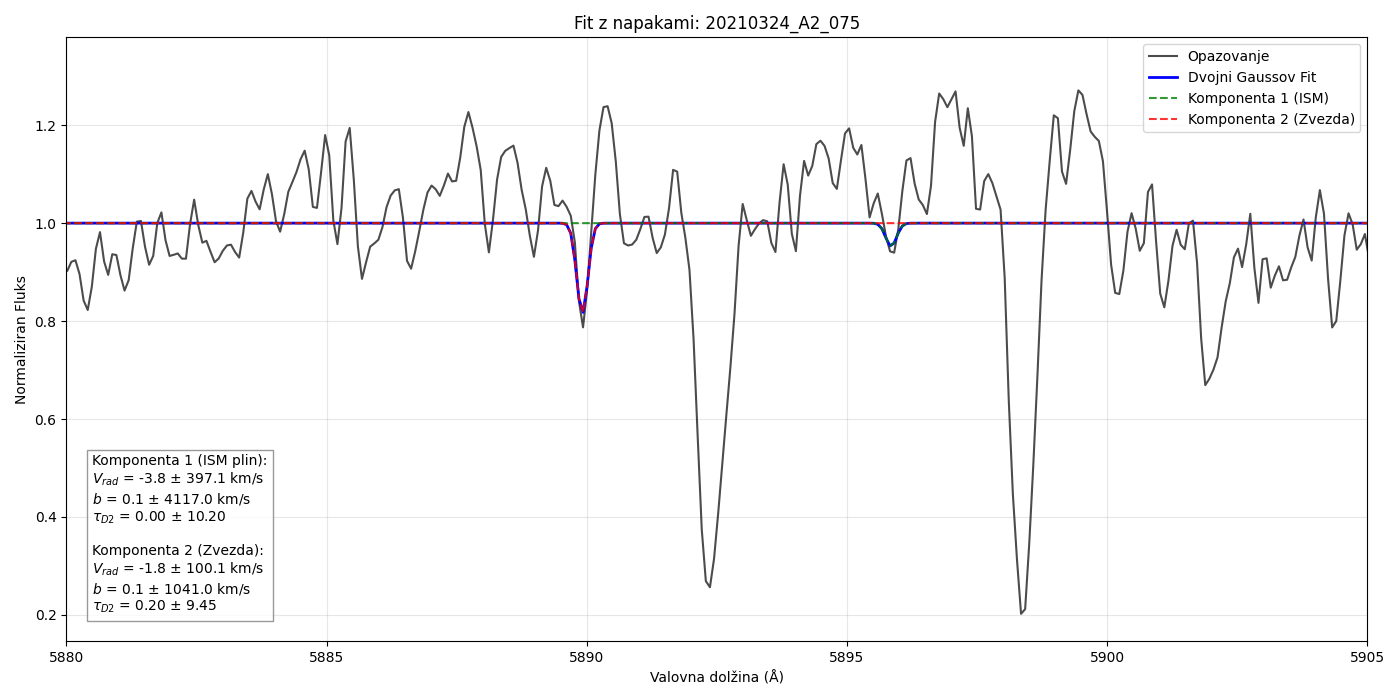 Fit z napakami: 20210324_A2_075
Opazovanje
Dvojni Gaussov Fit
Komponenta 1 (ISM)
Komponenta 2 (Zvezda)
Normaliziran Fluks
1.2
1.0
0.8
0.6
0.4
0.2
Komponenta 1 (ISM plin):
V_rad = -3.8 ± 397.1 km/s
b = 0.1 ± 4117.0 km/s
τ_D2 = 0.00 ± 10.20
Komponenta 2 (Zvezda):
V_rad = -1.8 ± 100.1 km/s
b = 0.1 ± 1041.0 km/s
τ_D2 = 0.20 ± 9.45
5880 5885 5890 5895 5900 5905
Valovna dolžina (Å)